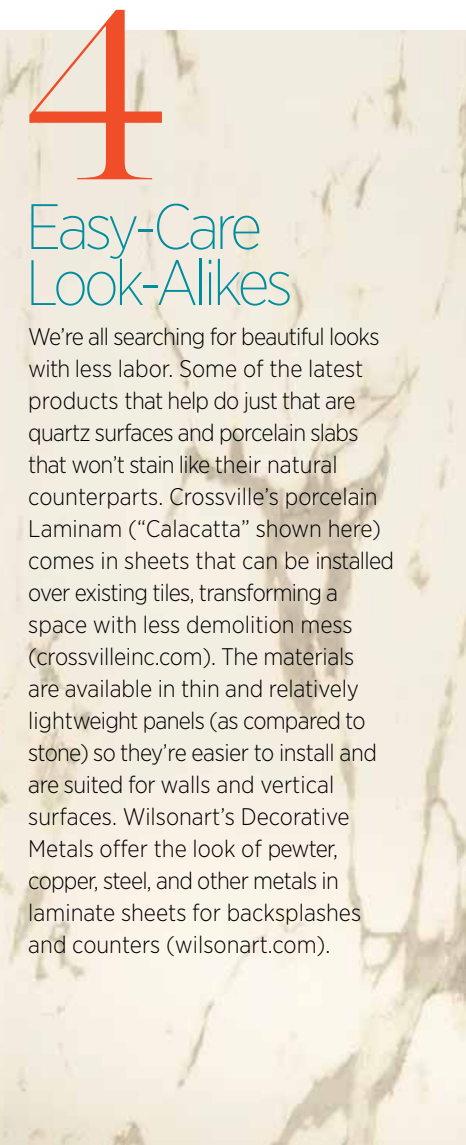 4
Easy-Care
Look-Alikes
We’re all searching for beautiful looks
with less labor. Some of the latest
products that help do just that are
quartz surfaces and porcelain slabs
that won’t stain like their natural
counterparts. Crossville’s porcelain
Laminam (“Calacatta” shown here)
comes in sheets that can be installed
over existing tiles, transforming a
space with less demolition mess
(crossvilleinc.com). The materials
are available in thin and relatively
lightweight panels (as compared to
stone) so they’re easier to install and
are suited for walls and vertical
surfaces. Wilsonart’s Decorative
Metals offer the look of pewter,
copper, steel, and other metals in
laminate sheets for backsplashes
and counters (wilsonart.com).